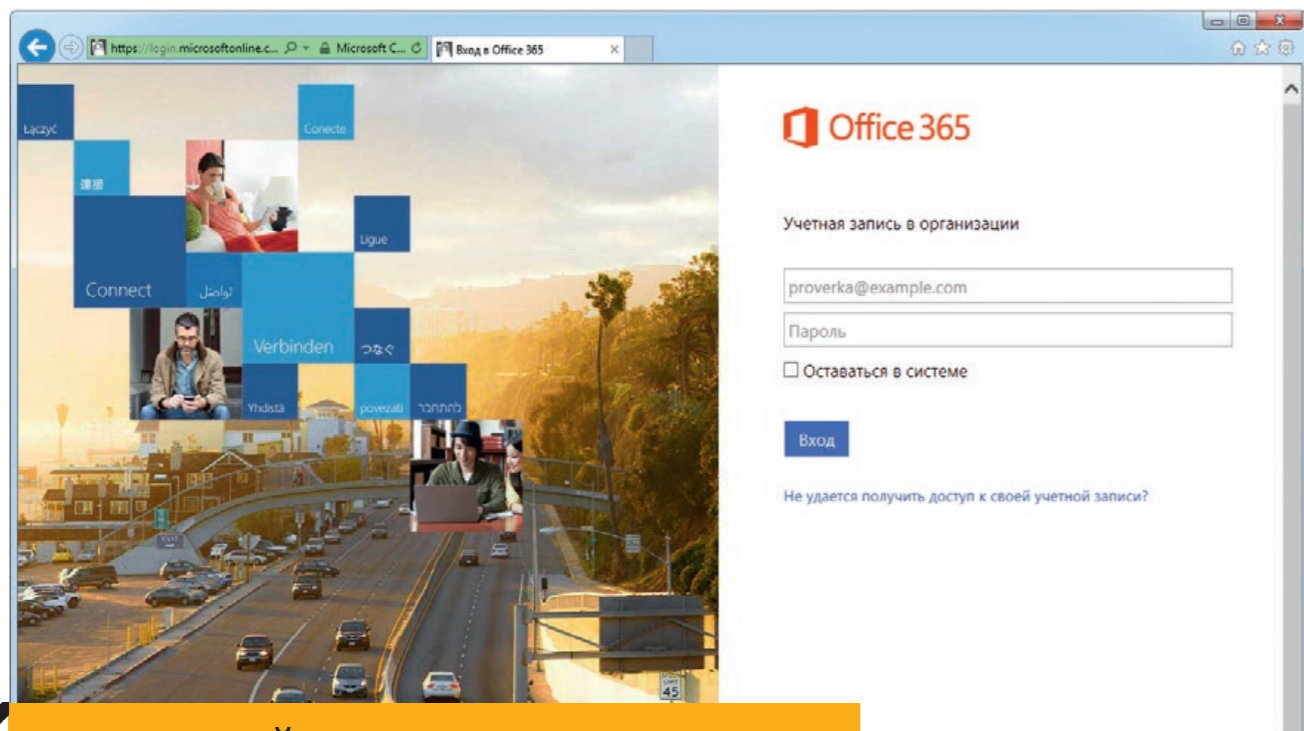 https://login.microsoftonline.c...
Microsoft C...
Вход в Office 365
Łączyć
Conecte
連接
Ligue
Connect
تواصل
Verbinden
つなぐ
Yhdistä
povezati
להתחבר
EXIT
45
Office 365
Учетная запись в организации
proverka@example.com
Пароль
Оставаться в системе
Вход
Не удается получить доступ к своей учетной записи?